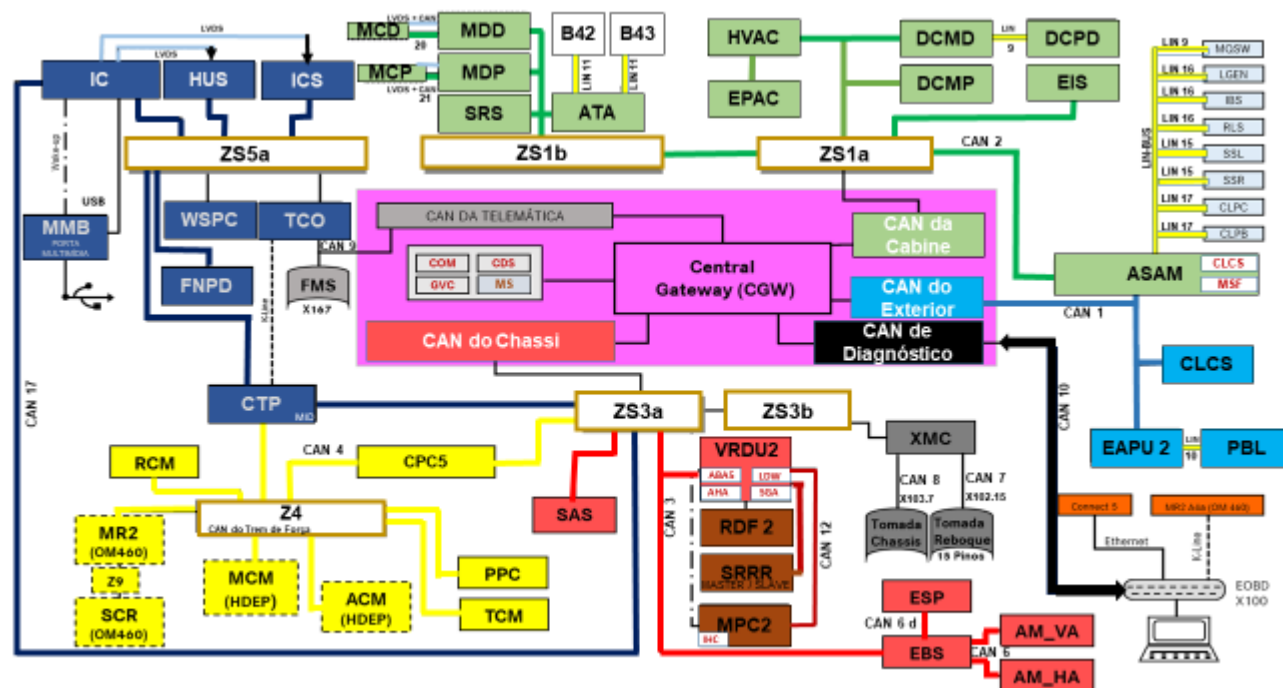 LVDS
LVDS + CAN
20
MCD
MDD
B42
B43
HVAC
DCMD
LIN
9
DCPD
LIN 9
MGSW
IC
LVDS
HUS
ICS
MCP
LVDS + CAN
21
MDP
LIN 11
LIN 11
EPAC
DCMP
EIS
LIN 16
LGEN
LIN 16
IBS
SRS
ATA
LIN 16
RLS
LIN-BUS
Wake-up
ZS5a
ZS1b
ZS1a
CAN 2
LIN 15
SSL
LIN 15
SSR
USB
MMB
PORTA
MULTIMÍDIA
WSPC
TCO
CAN DA TELEMÁTICA
CAN da
Cabine
LIN 17
CLPC
LIN 17
CLPB
CAN 9
FNPD
K-Line
FMS
X167
COM
CDS
GVC
MS
Central
Gateway (CGW)
ASAM
CLCS
MSF
CAN do
Exterior
CAN 1
CAN do Chassi
CAN de
Diagnóstico
CLCS
CAN 17
CTP
MID
ZS3a
ZS3b
CAN 10
XMC
EAPU 2
LIN
10
PBL
RCM
CAN 4
CPC5
VRDU2
ABAS
LDW
AHA
SGA
CAN 8
X103.7
CAN 7
X102.15
CAN 3
SAS
Z4
CAN do Trem de Força
RDF 2
CAN 12
Tomada
Chassis
Tomada
Reboque
15 Pinos
Connect 5
MR2 Ada (OM 460)
Ethernet
K-Line
MR2
(OM460)
Z9
SCR
(OM460)
MCM
(HDEP)
ACM
(HDEP)
PPC
TCM
SRRR
MASTER / SLAVE
MPC2
IHC
ESP
CAN 6 d
EBS
CAN 6
AM_VA
AM_HA
EOBD
X100